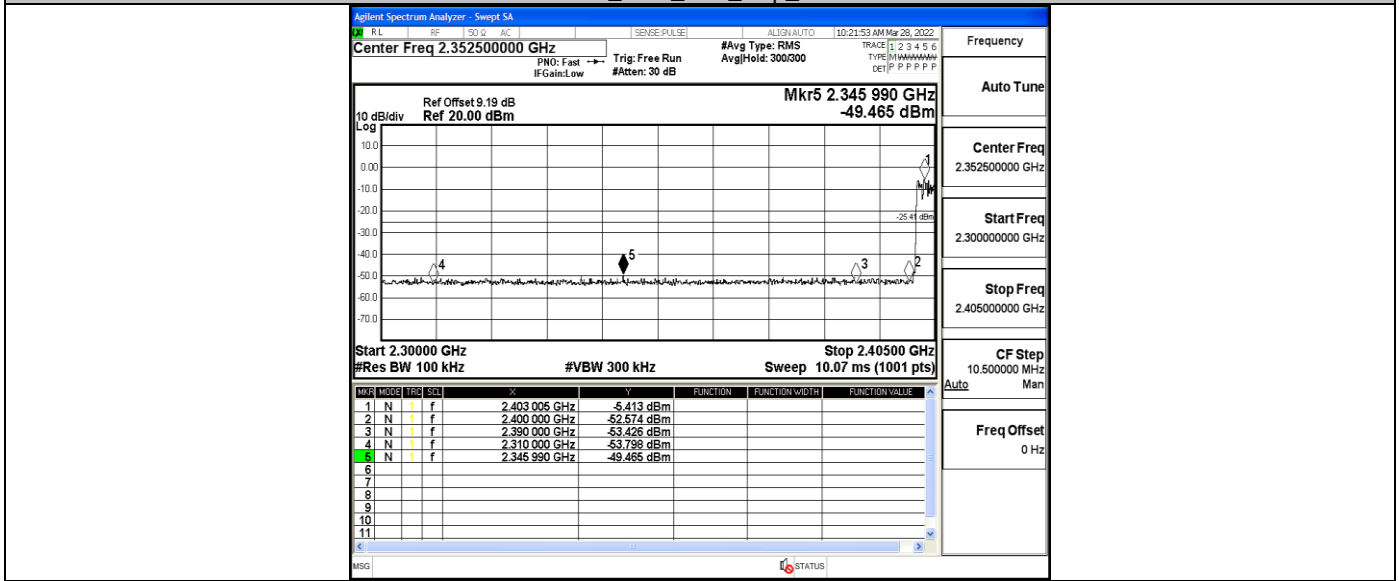 Agilent Spectrum Analyzer - Swept SA
RL RF 50 Ω AC SENSE:PULSE ALIGNAUTO 10:21:53 AM Mar 28, 2022
Center Freq 2.352500000 GHz
PNO: Fast
IFGain:Low
Trig: Free Run
#Atten: 30 dB
#Avg Type: RMS
Avg|Hold: 300/300
TRACE 1 2 3 4 5 6
TYPE MWWWWW
DET P P P P P P
Mkr5 2.345 990 GHz
-49.465 dBm
Ref Offset 9.19 dB
10 dB/div Ref 20.00 dBm
Log
10.0
0.00
-10.0
-20.0
-30.0
-40.0
-50.0
-60.0
-70.0
1
-25.41 dBm
4
5
3
2
Start 2.30000 GHz Stop 2.40500 GHz
#Res BW 100 kHz #VBW 300 kHz Sweep 10.07 ms (1001 pts)
MKR MODE TRC SCL X Y FUNCTION FUNCTION WIDTH FUNCTION VALUE
1 N 1 f 2.403 005 GHz -5.413 dBm
2 N 1 f 2.400 000 GHz -52.574 dBm
3 N 1 f 2.390 000 GHz -53.426 dBm
4 N 1 f 2.310 000 GHz -53.798 dBm
5 N 1 f 2.345 990 GHz -49.465 dBm
6
7
8
9
10
11
MSG STATUS
Frequency
Auto Tune
Center Freq
2.352500000 GHz
Start Freq
2.300000000 GHz
Stop Freq
2.405000000 GHz
CF Step
10.500000 MHz
Auto Man
Freq Offset
0 Hz